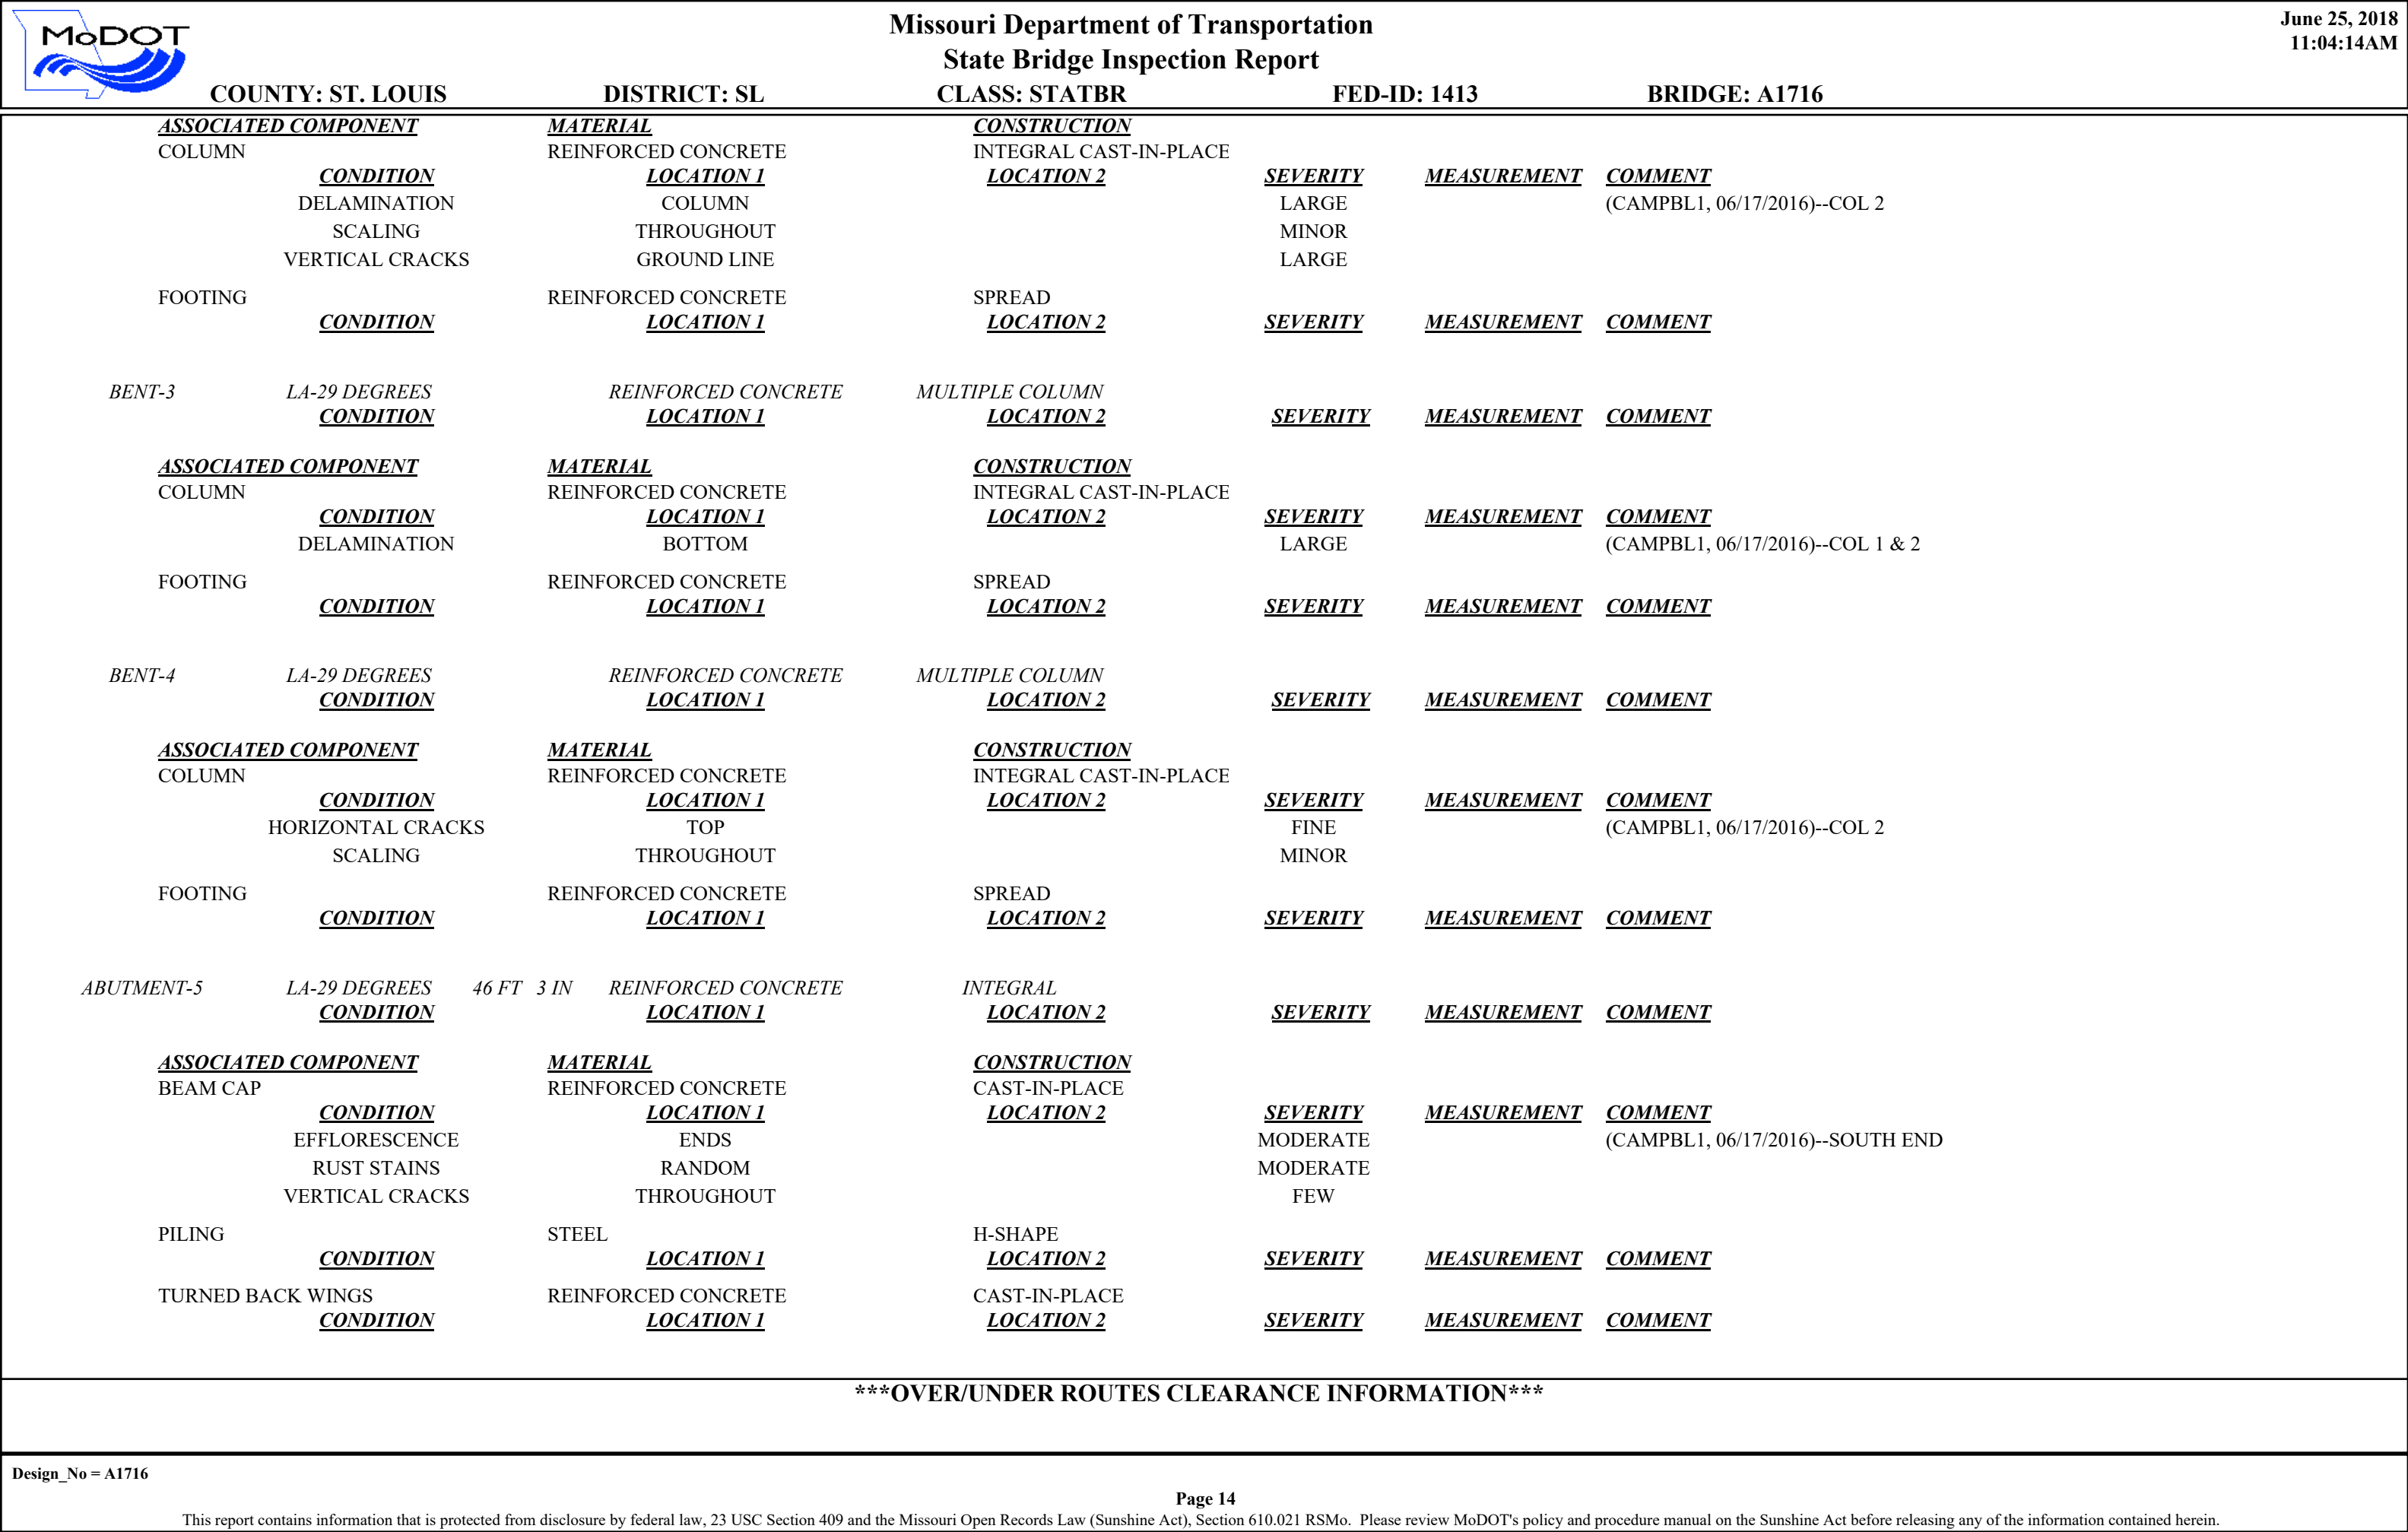 MoDOT
Missouri Department of Transportation
State Bridge Inspection Report
June 25, 2018
11:04:14AM
COUNTY: ST. LOUIS DISTRICT: SL CLASS: STATBR FED-ID: 1413 BRIDGE: A1716
ASSOCIATED COMPONENT MATERIAL CONSTRUCTION
COLUMN REINFORCED CONCRETE INTEGRAL CAST-IN-PLACE
CONDITION LOCATION 1 LOCATION 2 SEVERITY MEASUREMENT COMMENT
DELAMINATION COLUMN LARGE (CAMPBL1, 06/17/2016)--COL 2
SCALING THROUGHOUT MINOR
VERTICAL CRACKS GROUND LINE LARGE
FOOTING REINFORCED CONCRETE SPREAD
CONDITION LOCATION 1 LOCATION 2 SEVERITY MEASUREMENT COMMENT
BENT-3 LA-29 DEGREES REINFORCED CONCRETE MULTIPLE COLUMN
CONDITION LOCATION 1 LOCATION 2 SEVERITY MEASUREMENT COMMENT
ASSOCIATED COMPONENT MATERIAL CONSTRUCTION
COLUMN REINFORCED CONCRETE INTEGRAL CAST-IN-PLACE
CONDITION LOCATION 1 LOCATION 2 SEVERITY MEASUREMENT COMMENT
DELAMINATION BOTTOM LARGE (CAMPBL1, 06/17/2016)--COL 1 & 2
FOOTING REINFORCED CONCRETE SPREAD
CONDITION LOCATION 1 LOCATION 2 SEVERITY MEASUREMENT COMMENT
BENT-4 LA-29 DEGREES REINFORCED CONCRETE MULTIPLE COLUMN
CONDITION LOCATION 1 LOCATION 2 SEVERITY MEASUREMENT COMMENT
ASSOCIATED COMPONENT MATERIAL CONSTRUCTION
COLUMN REINFORCED CONCRETE INTEGRAL CAST-IN-PLACE
CONDITION LOCATION 1 LOCATION 2 SEVERITY MEASUREMENT COMMENT
HORIZONTAL CRACKS TOP FINE (CAMPBL1, 06/17/2016)--COL 2
SCALING THROUGHOUT MINOR
FOOTING REINFORCED CONCRETE SPREAD
CONDITION LOCATION 1 LOCATION 2 SEVERITY MEASUREMENT COMMENT
ABUTMENT-5 LA-29 DEGREES 46 FT 3 IN REINFORCED CONCRETE INTEGRAL
CONDITION LOCATION 1 LOCATION 2 SEVERITY MEASUREMENT COMMENT
ASSOCIATED COMPONENT MATERIAL CONSTRUCTION
BEAM CAP REINFORCED CONCRETE CAST-IN-PLACE
CONDITION LOCATION 1 LOCATION 2 SEVERITY MEASUREMENT COMMENT
EFFLORESCENCE ENDS MODERATE (CAMPBL1, 06/17/2016)--SOUTH END
RUST STAINS RANDOM MODERATE
VERTICAL CRACKS THROUGHOUT FEW
PILING STEEL H-SHAPE
CONDITION LOCATION 1 LOCATION 2 SEVERITY MEASUREMENT COMMENT
TURNED BACK WINGS REINFORCED CONCRETE CAST-IN-PLACE
CONDITION LOCATION 1 LOCATION 2 SEVERITY MEASUREMENT COMMENT
***OVER/UNDER ROUTES CLEARANCE INFORMATION***
Design_No = A1716
Page 14
This report contains information that is protected from disclosure by federal law, 23 USC Section 409 and the Missouri Open Records Law (Sunshine Act), Section 610.021 RSMo. Please review MoDOT's policy and procedure manual on the Sunshine Act before releasing any of the information contained herein.